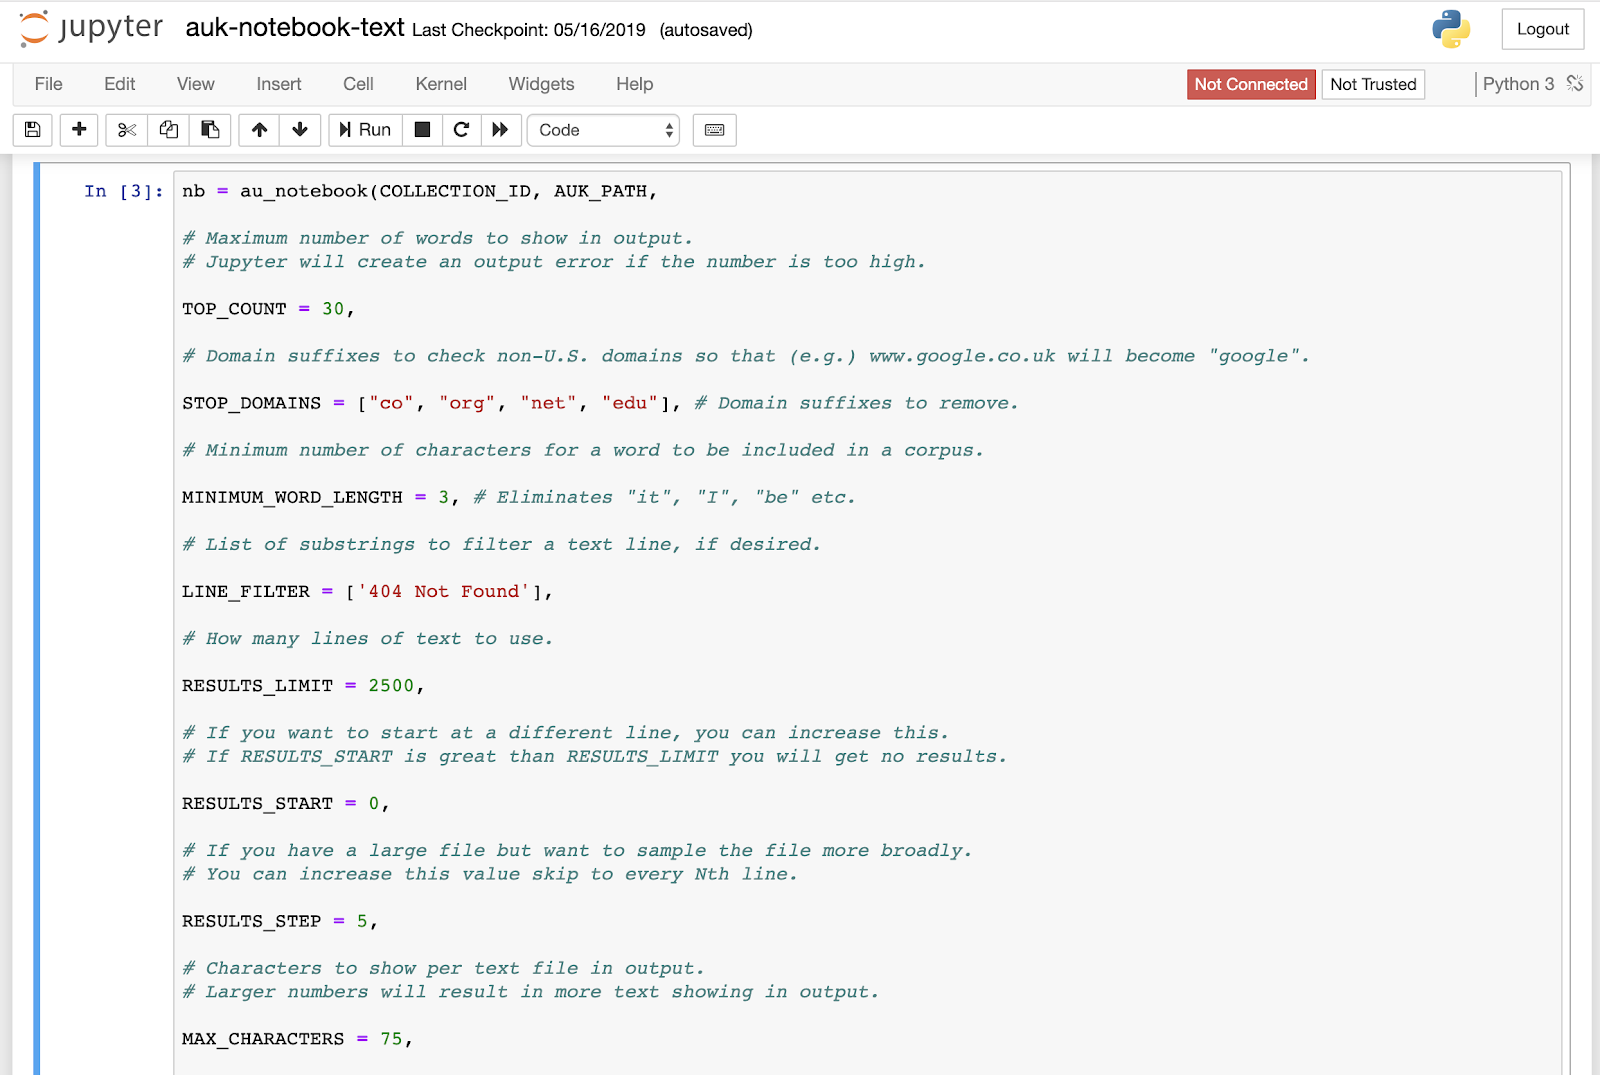 jupyter auk-notebook-text Last Checkpoint: 05/16/2019 (autosaved) Logout
File Edit View Insert Cell Kernel Widgets Help Not Connected Not Trusted Python 3
Run Code
In [3]: nb = au_notebook(COLLECTION_ID, AUK_PATH,
# Maximum number of words to show in output.
# Jupyter will create an output error if the number is too high.
TOP_COUNT = 30,
# Domain suffixes to check non-U.S. domains so that (e.g.) www.google.co.uk will become "google".
STOP_DOMAINS = ["co", "org", "net", "edu"], # Domain suffixes to remove.
# Minimum number of characters for a word to be included in a corpus.
MINIMUM_WORD_LENGTH = 3, # Eliminates "it", "I", "be" etc.
# List of substrings to filter a text line, if desired.
LINE_FILTER = ['404 Not Found'],
# How many lines of text to use.
RESULTS_LIMIT = 2500,
# If you want to start at a different line, you can increase this.
# If RESULTS_START is great than RESULTS_LIMIT you will get no results.
RESULTS_START = 0,
# If you have a large file but want to sample the file more broadly.
# You can increase this value skip to every Nth line.
RESULTS_STEP = 5,
# Characters to show per text file in output.
# Larger numbers will result in more text showing in output.
MAX_CHARACTERS = 75,